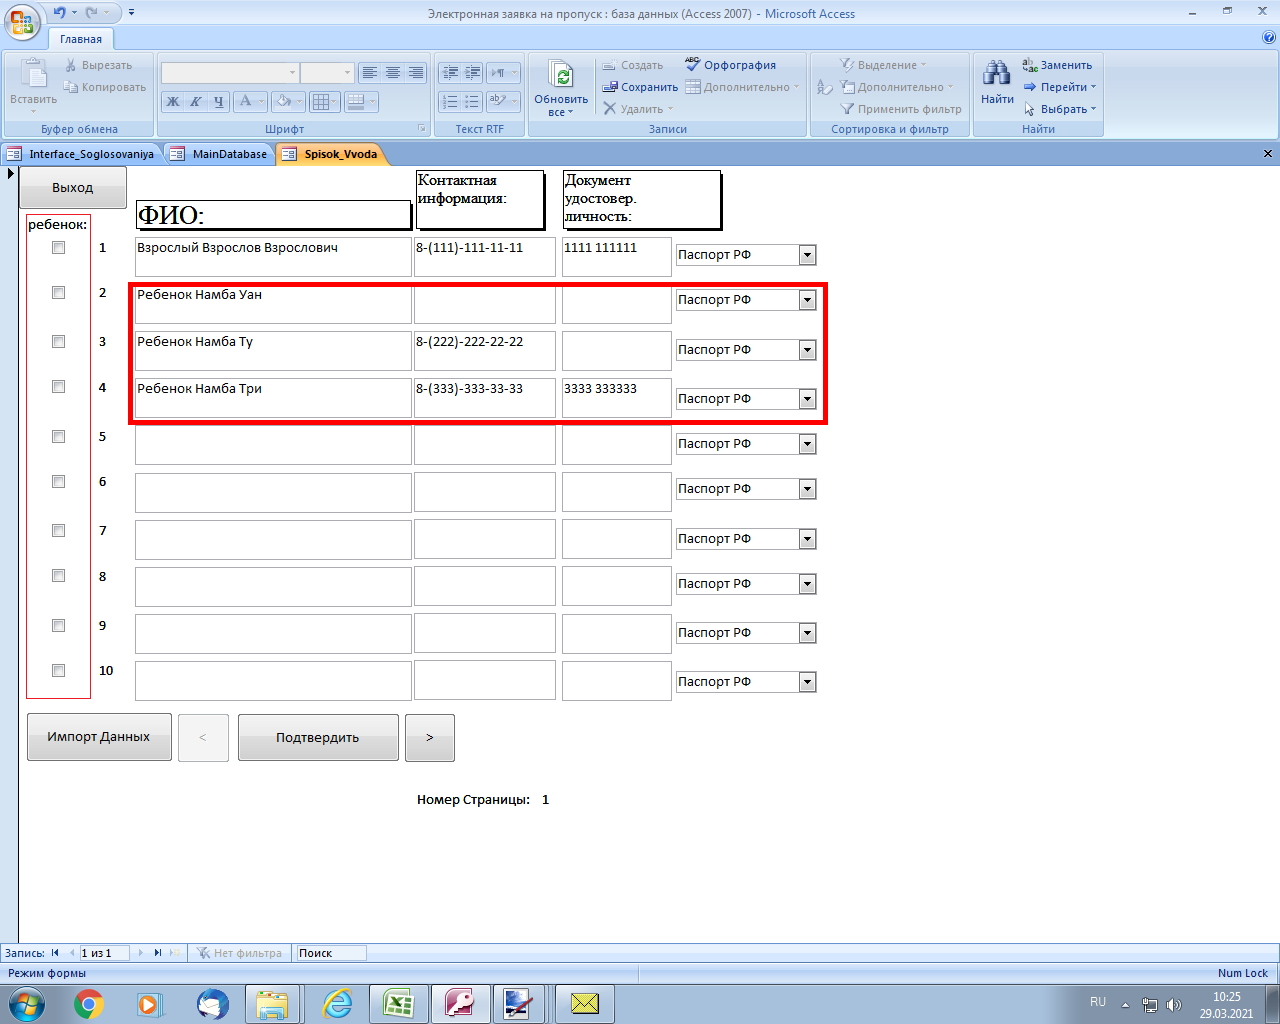 Электронная заявка на пропуск : база данных (Access 2007) - Microsoft Access
Главная
Вставить
Вырезать
Копировать
Буфер обмена
Ж К Ч
А
Шрифт
Текст RTF
Обновить все
Создать
Сохранить
Удалить
Орфография
Дополнительно
Записи
Выделение
Дополнительно
Применить фильтр
Сортировка и фильтр
Найти
Заменить
Перейти
Выбрать
Найти
Interface_Soglosovaniya
MainDatabase
Spisok_Vvoda
Выход
ФИО:
Контактная
информация:
Документ
удостовер.
личность:
ребенок:
1 Взрослый Взрослов Взрослович 8-(111)-111-11-11 1111 111111 Паспорт РФ
2 Ребенок Намба Уан Паспорт РФ
3 Ребенок Намба Ту 8-(222)-222-22-22 Паспорт РФ
4 Ребенок Намба Три 8-(333)-333-33-33 3333 333333 Паспорт РФ
5 Паспорт РФ
6 Паспорт РФ
7 Паспорт РФ
8 Паспорт РФ
9 Паспорт РФ
10 Паспорт РФ
Импорт Данных < Подтвердить >
Номер Страницы: 1
Запись: 1 из 1 Нет фильтра Поиск
Режим формы Num Lock
RU
10:25
29.03.2021